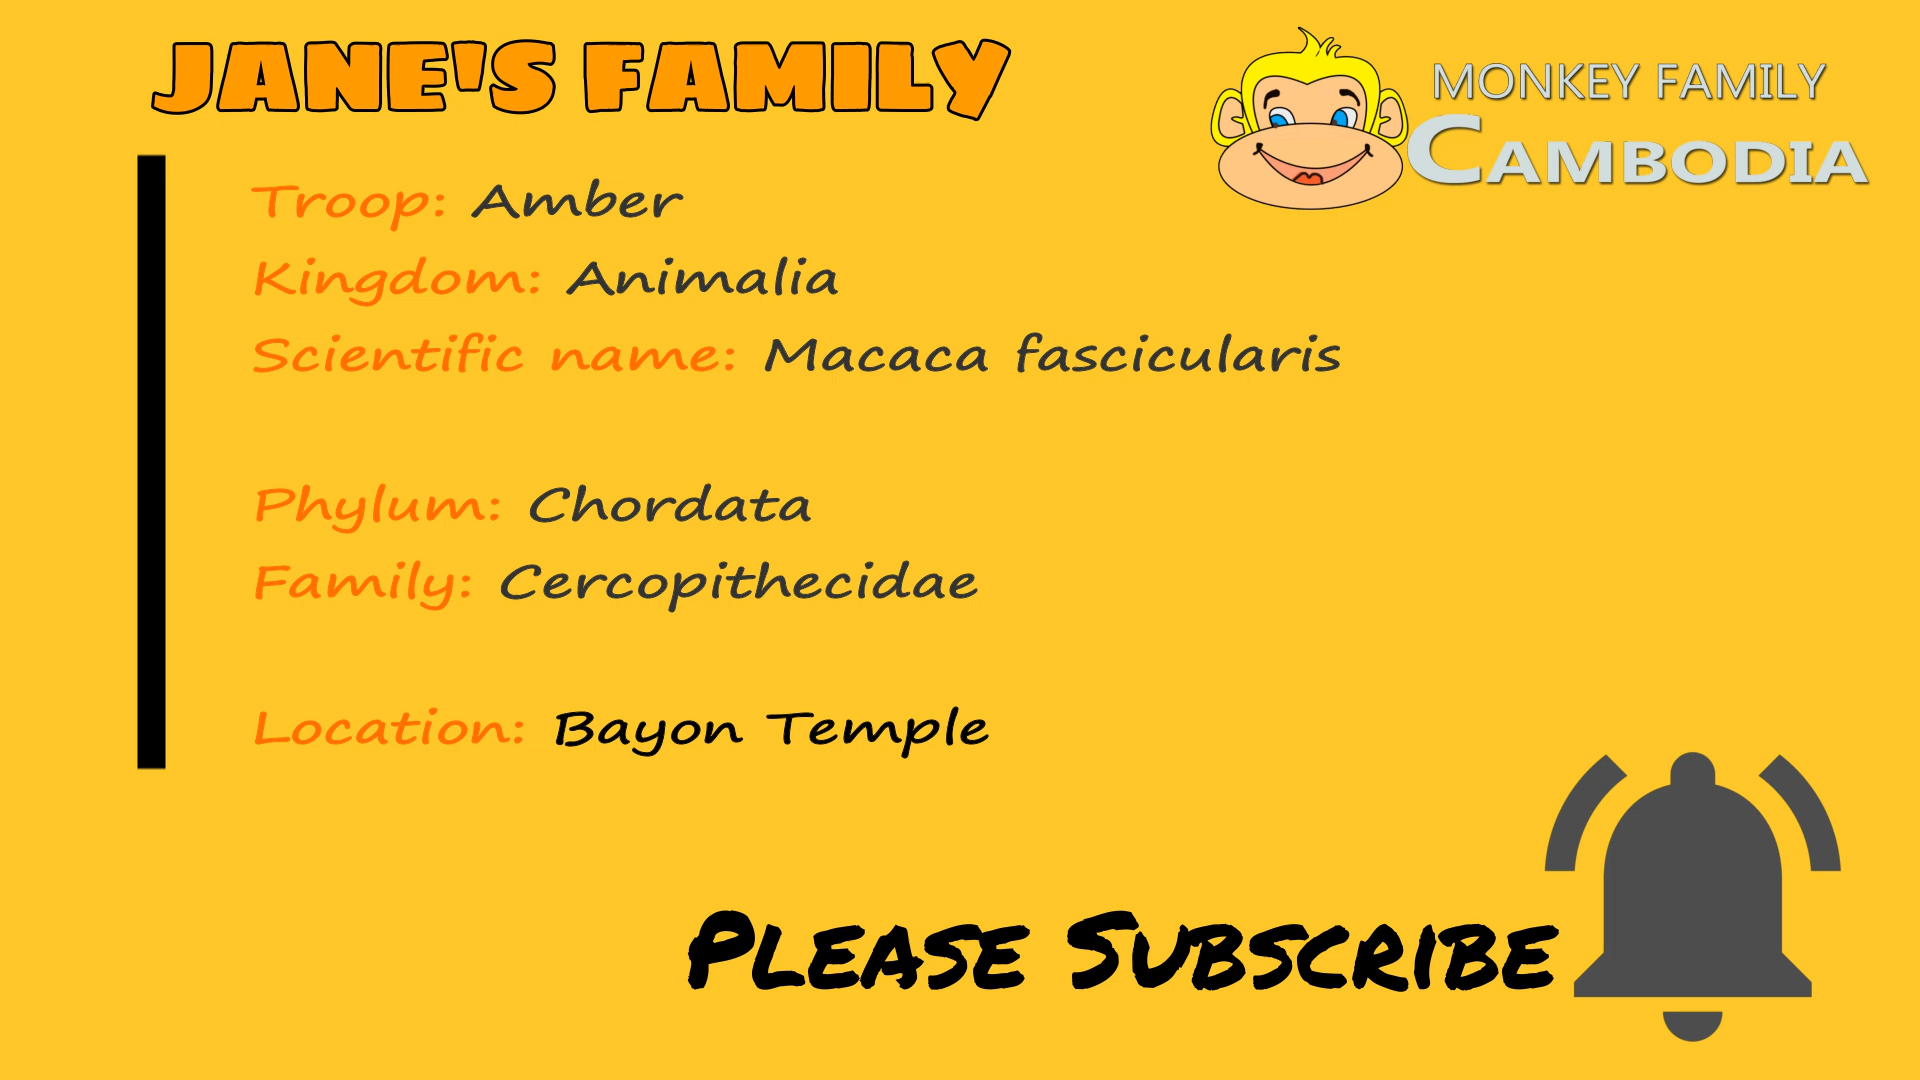 JANE'S FAMILY
MONKEY FAMILY
CAMBODIA
Troop: Amber
Kingdom: Animalia
Scientific name: Macaca fascicularis
Phylum: Chordata
Family: Cercopithecidae
Location: Bayon Temple
PLEASE SUBSCRIBE